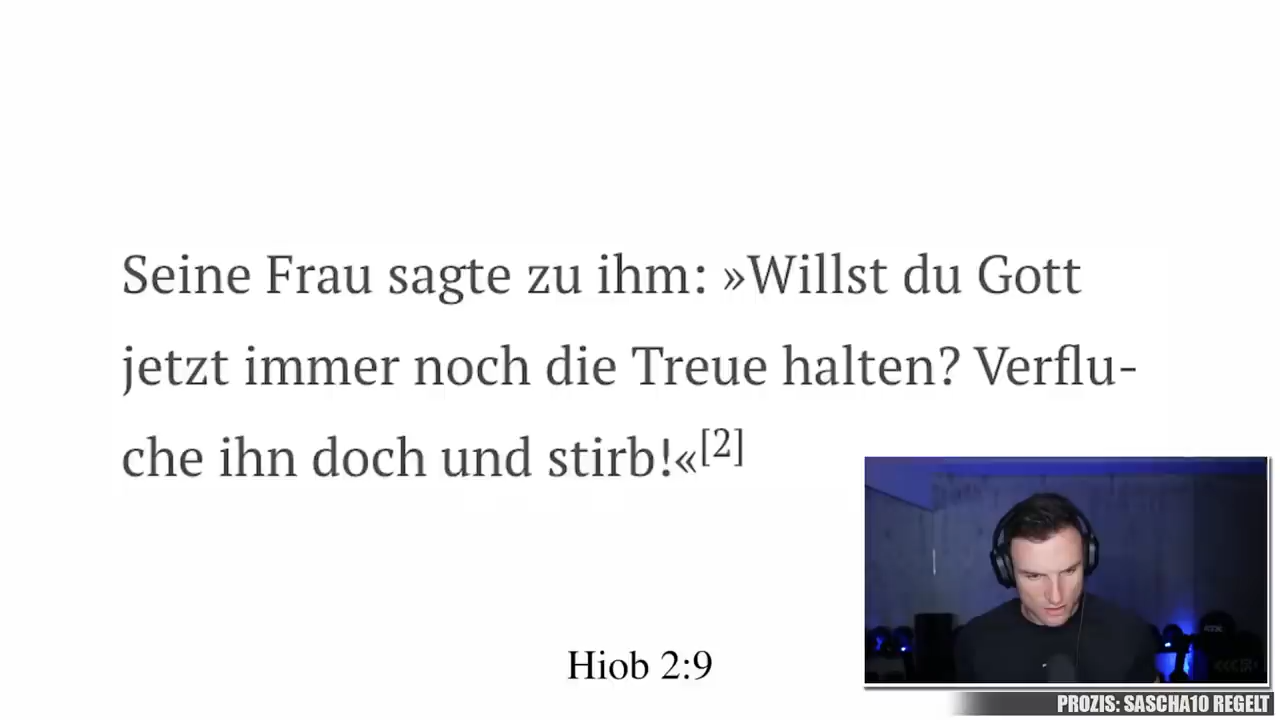 Seine Frau sagte zu ihm: »Willst du Gott
jetzt immer noch die Treue halten? Verflu-
che ihn doch und stirb!«[2]
Hiob 2:9
PROZIS: SASCHA10 REGELT